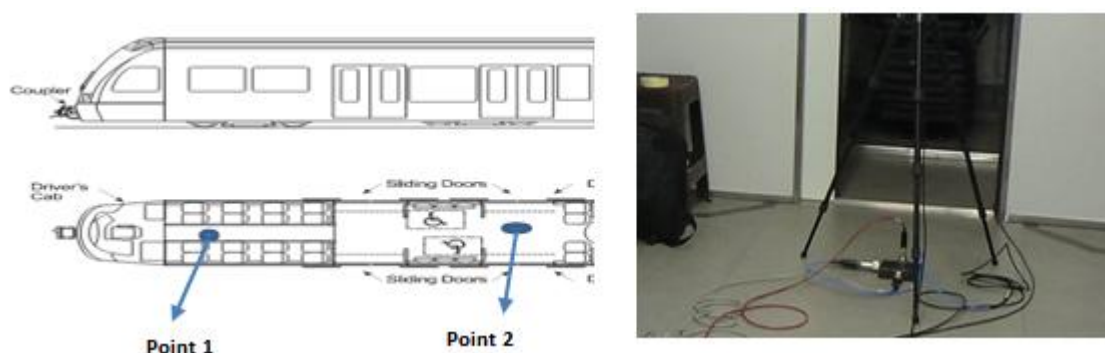 Coupler
Driver's
Cab
Sliding Doors
Sliding Doors
Point 1
Point 2